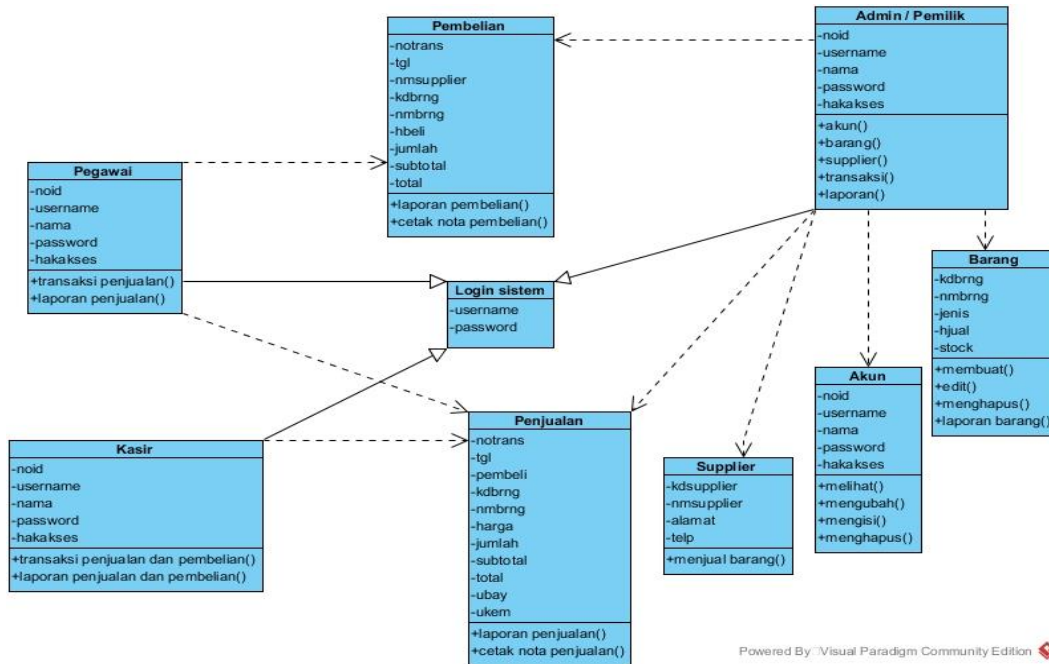 Pembelian
-notrans
-tgl
-nmsupplier
-kdbrng
-nmbrng
-hbeli
-jumlah
-subtotal
-total
+laporan pembelian()
+cetak nota pembelian()
Admin / Pemilik
-noid
-username
-nama
-password
-hakakses
+akun()
+barang()
+supplier()
+transaksi()
+laporan()
Pegawai
-noid
-username
-nama
-password
-hakakses
+transaksi penjualan()
+laporan penjualan()
Login sistem
-username
-password
Barang
-kdbrng
-nmbrng
-jenis
-hjual
-stock
+membuat()
+edit()
+menghapus()
+laporan barang()
Akun
-noid
-username
-nama
-password
-hakakses
+melihat()
+mengubah()
+mengisi()
+menghapus()
Kasir
-noid
-username
-nama
-password
-hakakses
+transaksi penjualan dan pembelian()
+laporan penjualan dan pembelian()
Penjualan
-notrans
-tgl
-pembeli
-kdbrng
-nmbrng
-harga
-jumlah
-subtotal
-total
-ubay
-ukem
+laporan penjualan()
+cetak nota penjualan()
Supplier
-kdsupplier
-nmsupplier
-alamat
-telp
+menjual barang()
Powered By Visual Paradigm Community Edition